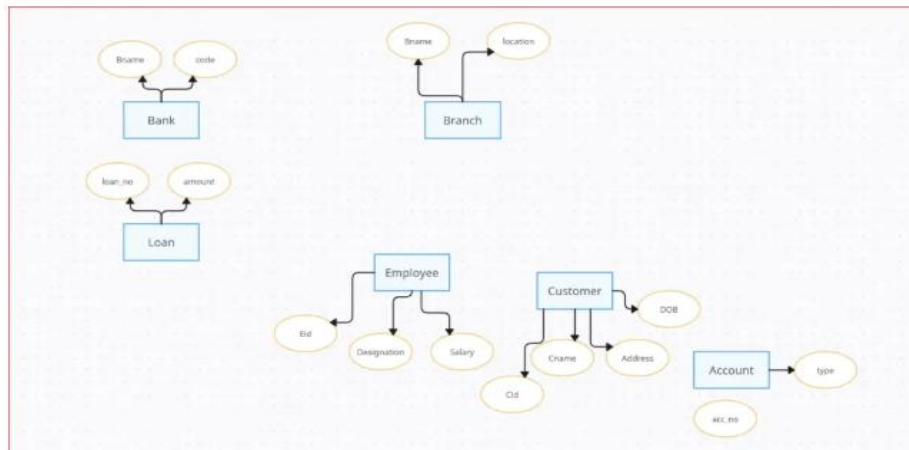 Bname
code
Bname
location
Bank
Branch
loan_no
amount
Loan
Employee
Customer
Eid
Designation
Salary
Cname
Address
DOB
Cid
Account
type
acc_no